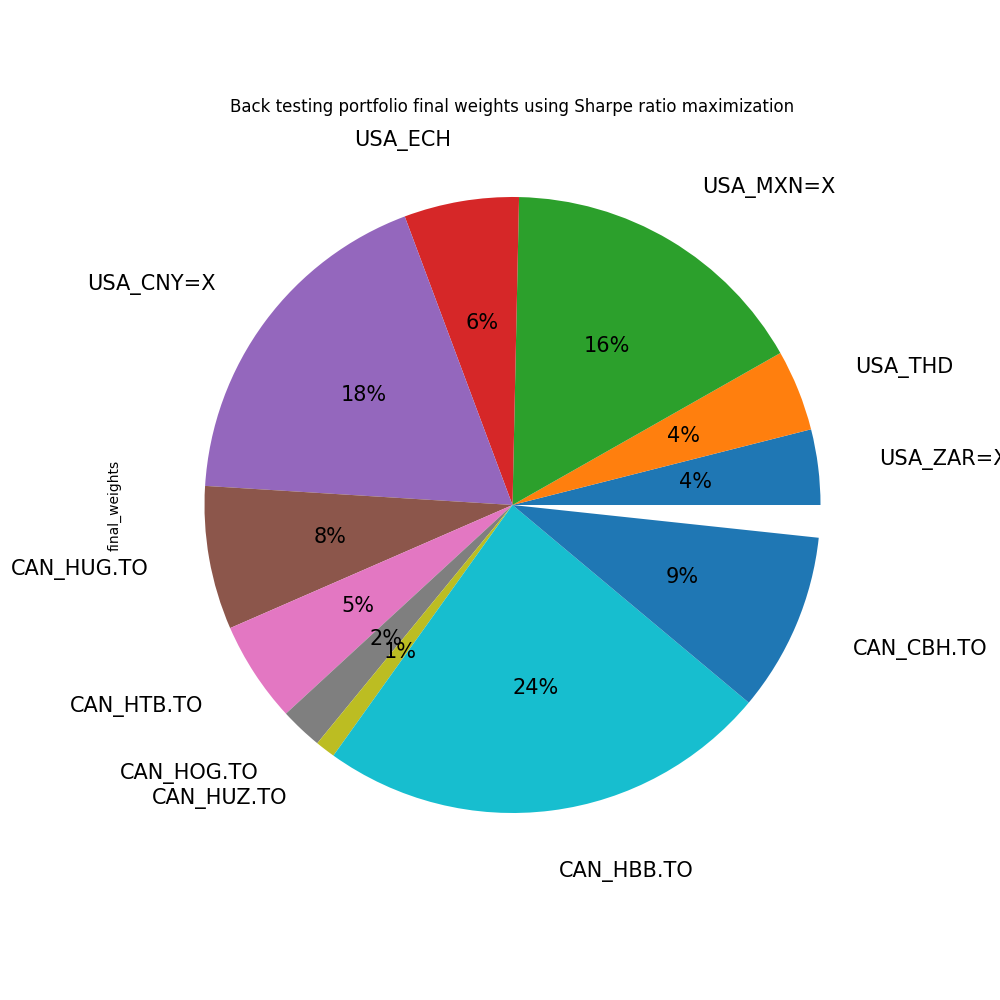 Back testing portfolio final weights using Sharpe ratio maximization
USA_ECH
USA_MXN=X
USA_CNY=X
6%
16%
USA_THD
18%
4%
USA_ZAR=X
4%
final_weights
8%
CAN_HUG.TO
9%
5%
2%
1%
CAN_CBH.TO
24%
CAN_HTB.TO
CAN_HOG.TO
CAN_HUZ.TO
CAN_HBB.TO